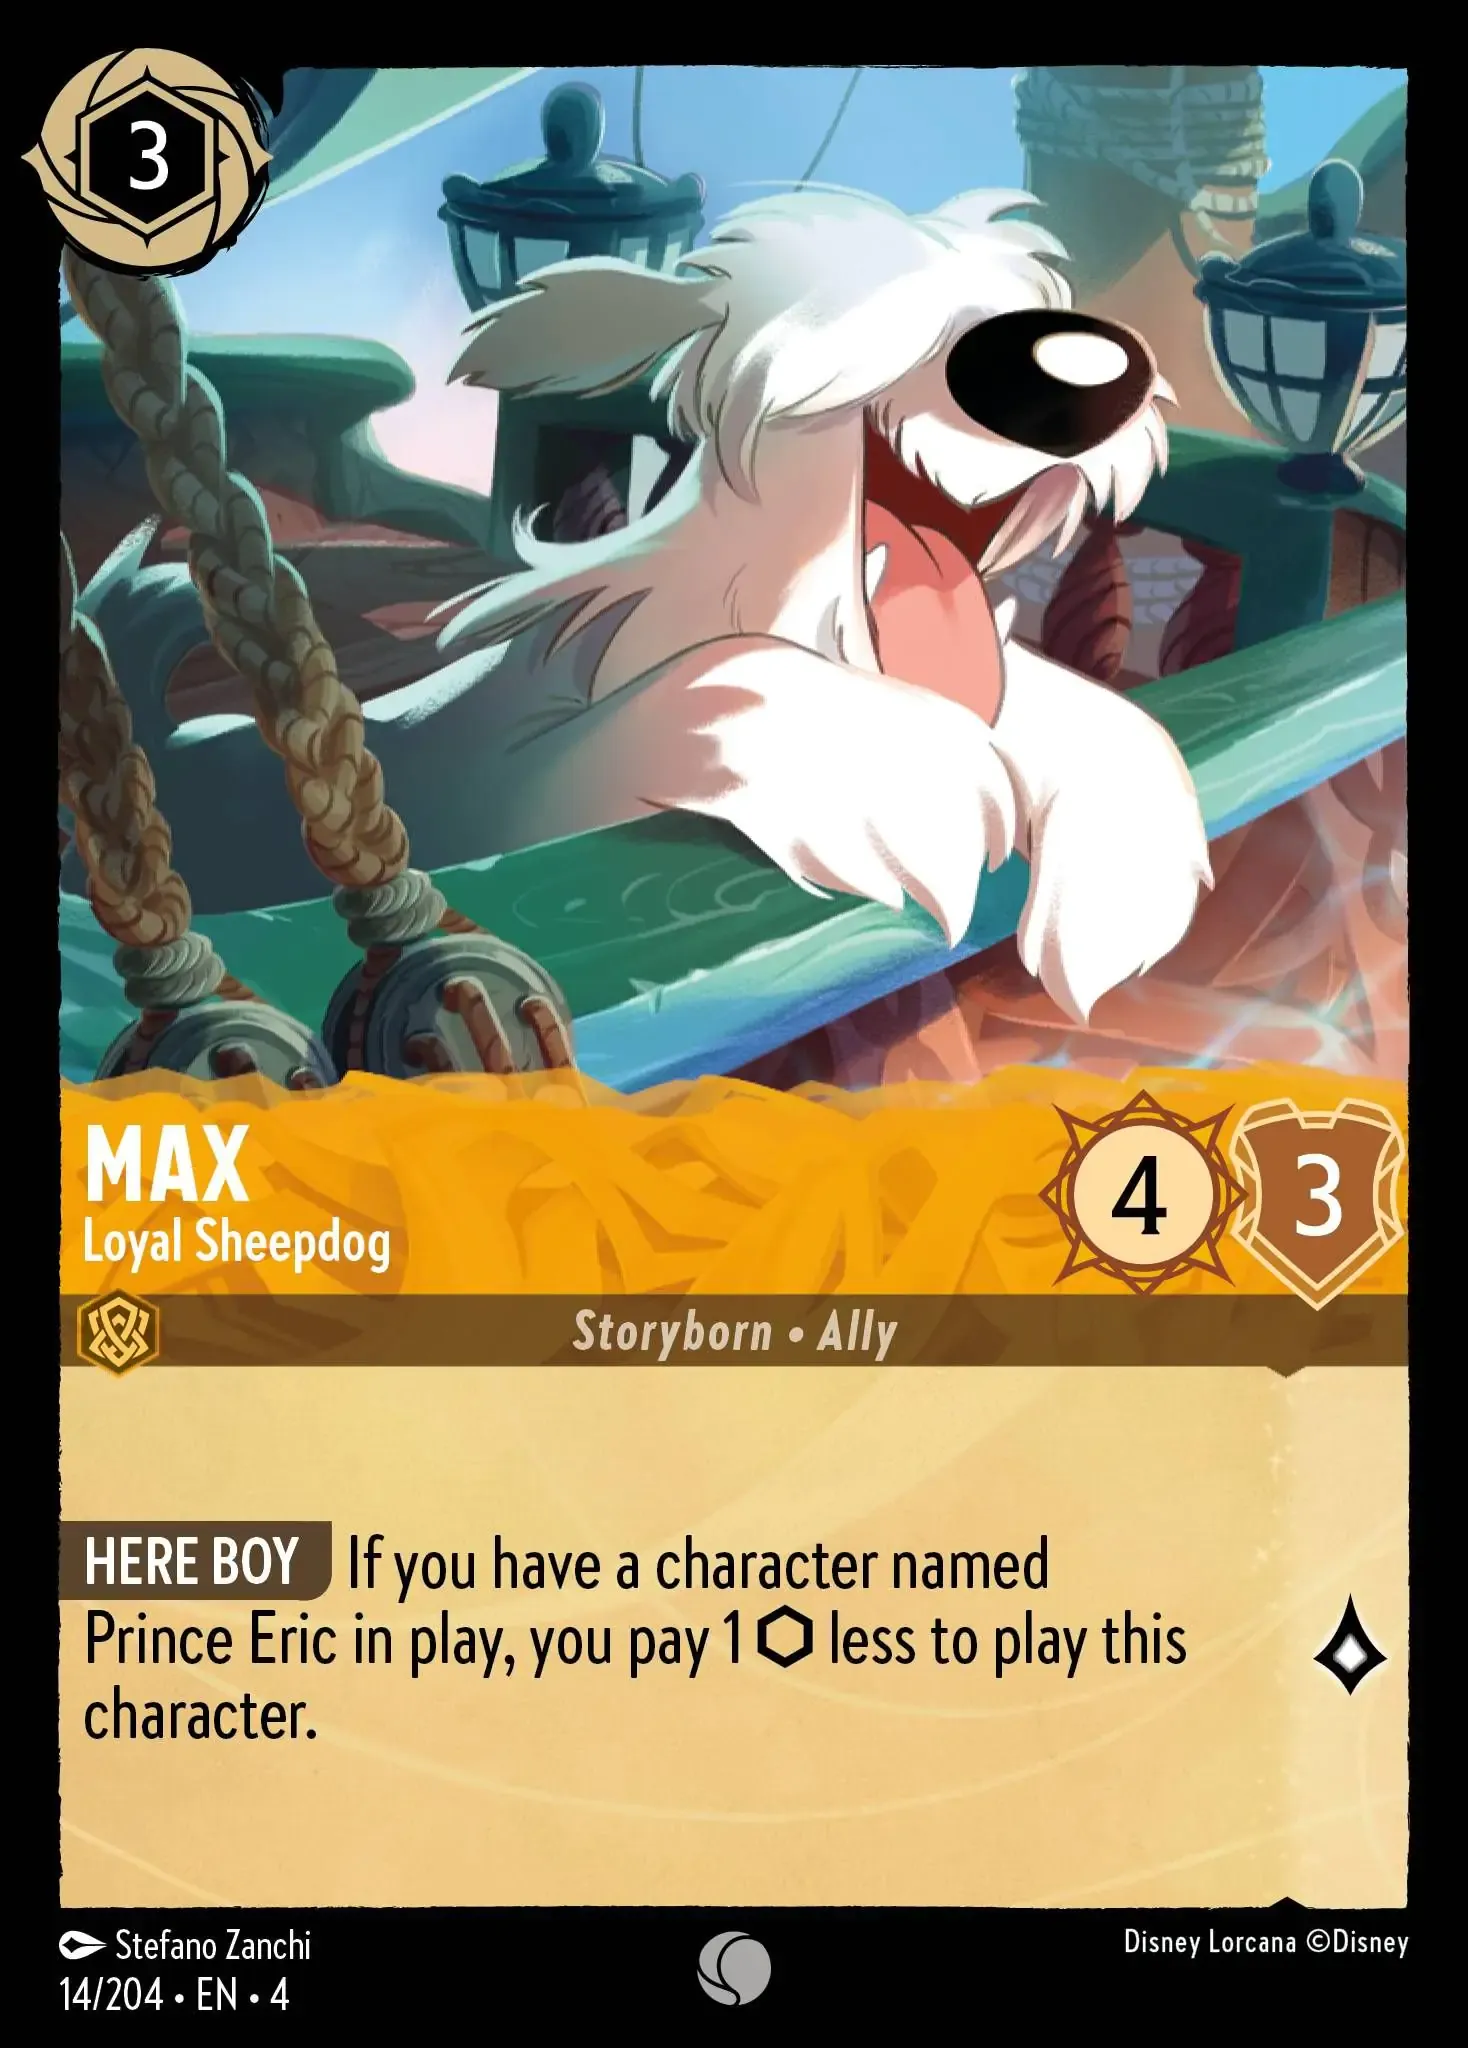 3
MAX
Loyal Sheepdog
4
3
Storyborn • Ally
HERE BOY If you have a character named
Prince Eric in play, you pay 1 ⬡ less to play this
character.
Stefano Zanchi
14/204 • EN • 4
Disney Lorcana ©Disney